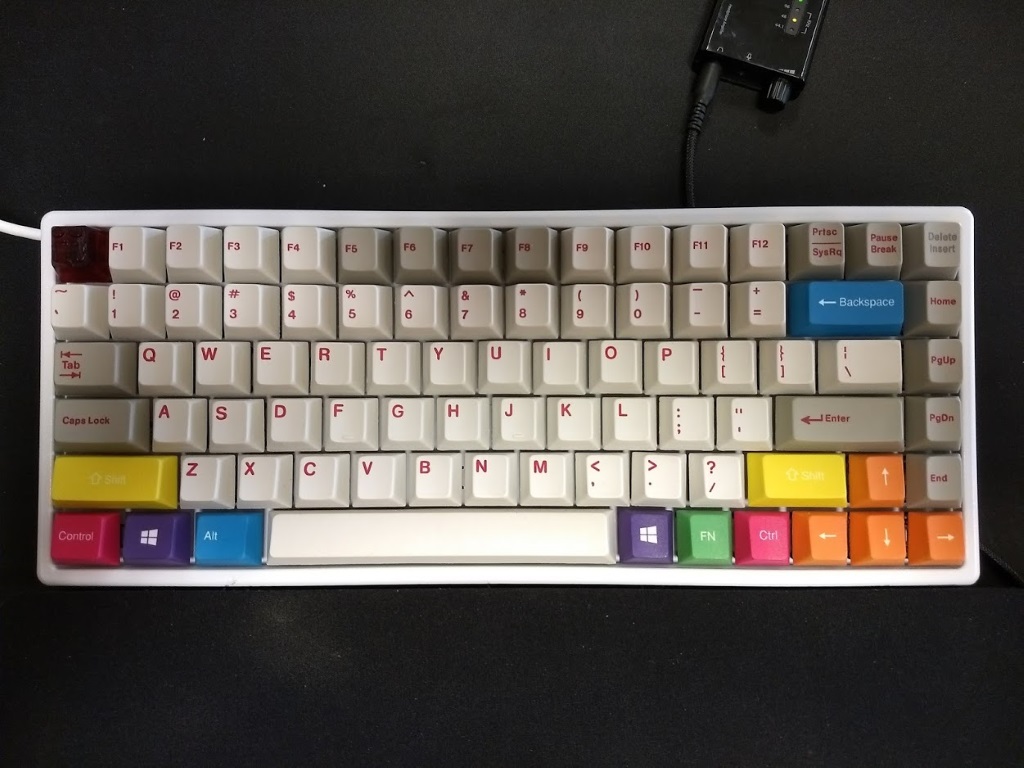 F1 F2 F3 F4 F5 F6 F7 F8 F9 F10 F11 F12 Prtsc SysRq Pause Break Delete Insert
~ ` ! 1 @ 2 # 3 $ 4 % 5 ^ 6 & 7 * 8 ( 9 ) 0 _ - + = ← Backspace Home
Tab Q W E R T Y U I O P { [ } ] | \ PgUp
Caps Lock A S D F G H J K L : ; " ' Enter PgDn
⇧ Shift Z X C V B N M < , > . ? / ⇧ Shift ↑ End
Control Alt FN Ctrl ← ↓ →